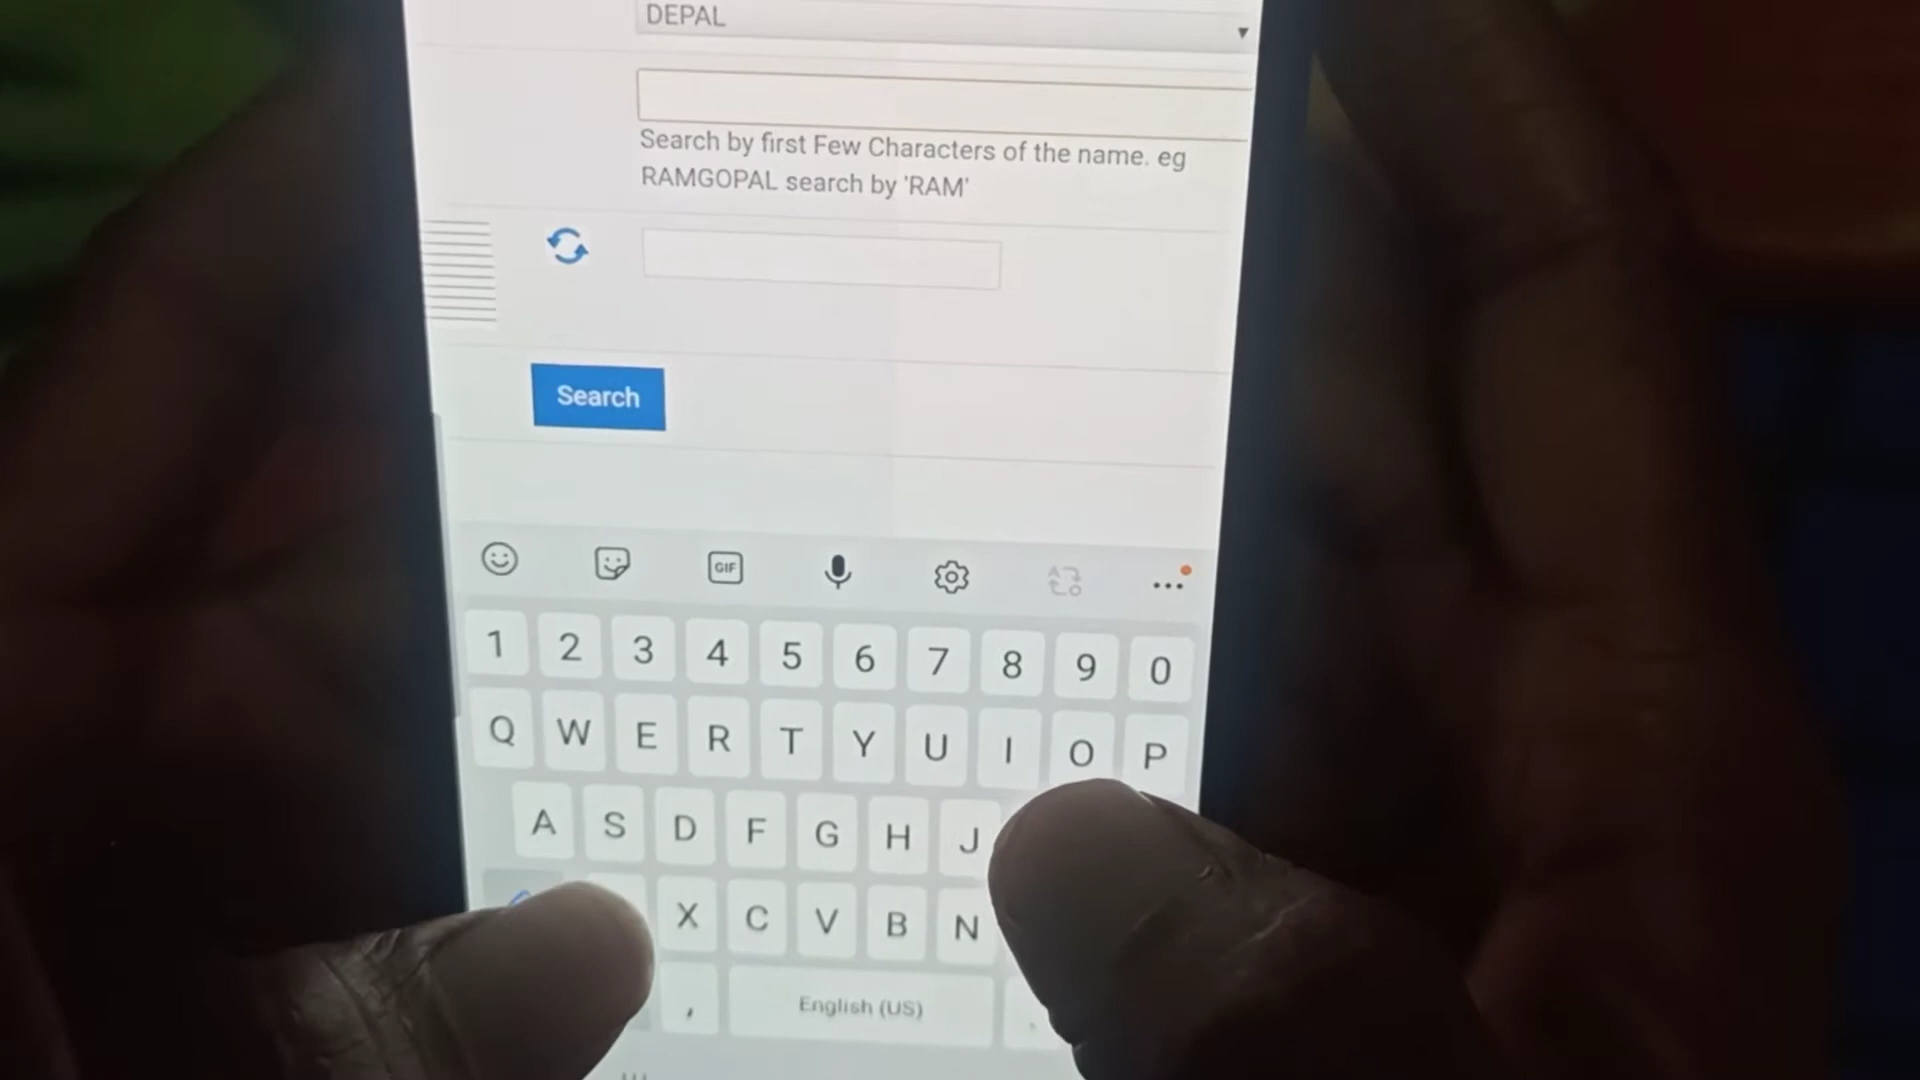 DEPAL
Search by first Few Characters of the name. eg
RAMGOPAL search by 'RAM'
Search
GIF
1 2 3 4 5 6 7 8 9 0
Q W E R T Y U I O P
A S D F G H J
X C V B N
, English (US) .